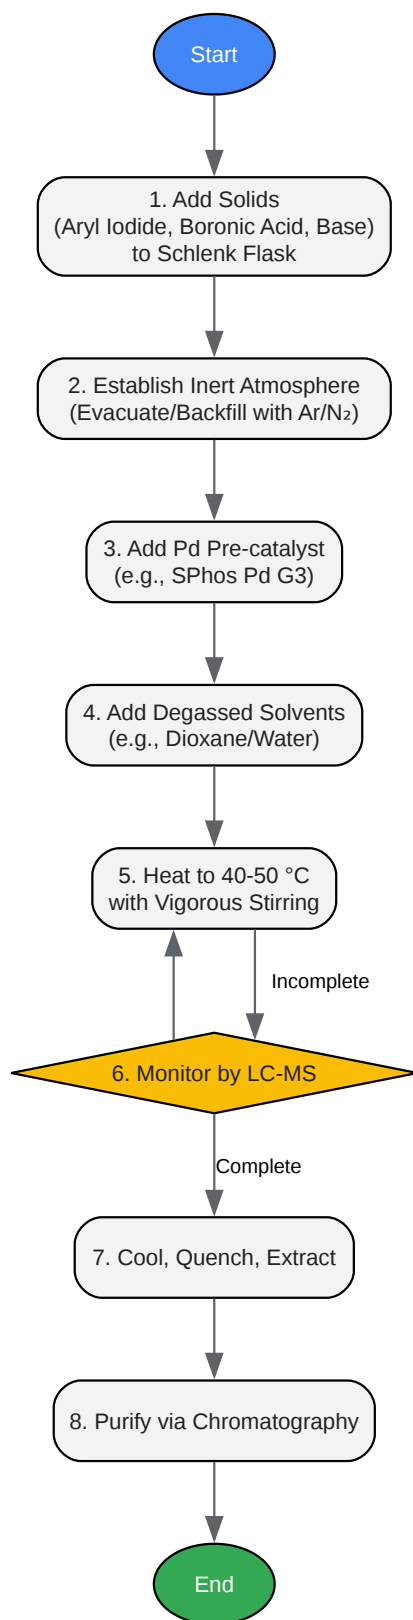 Start
1. Add Solids
(Aryl Iodide, Boronic Acid, Base)
to Schlenk Flask
2. Establish Inert Atmosphere
(Evacuate/Backfill with Ar/N₂)
3. Add Pd Pre-catalyst
(e.g., SPhos Pd G3)
4. Add Degassed Solvents
(e.g., Dioxane/Water)
5. Heat to 40-50 °C
with Vigorous Stirring
Incomplete
6. Monitor by LC-MS
Complete
7. Cool, Quench, Extract
8. Purify via Chromatography
End